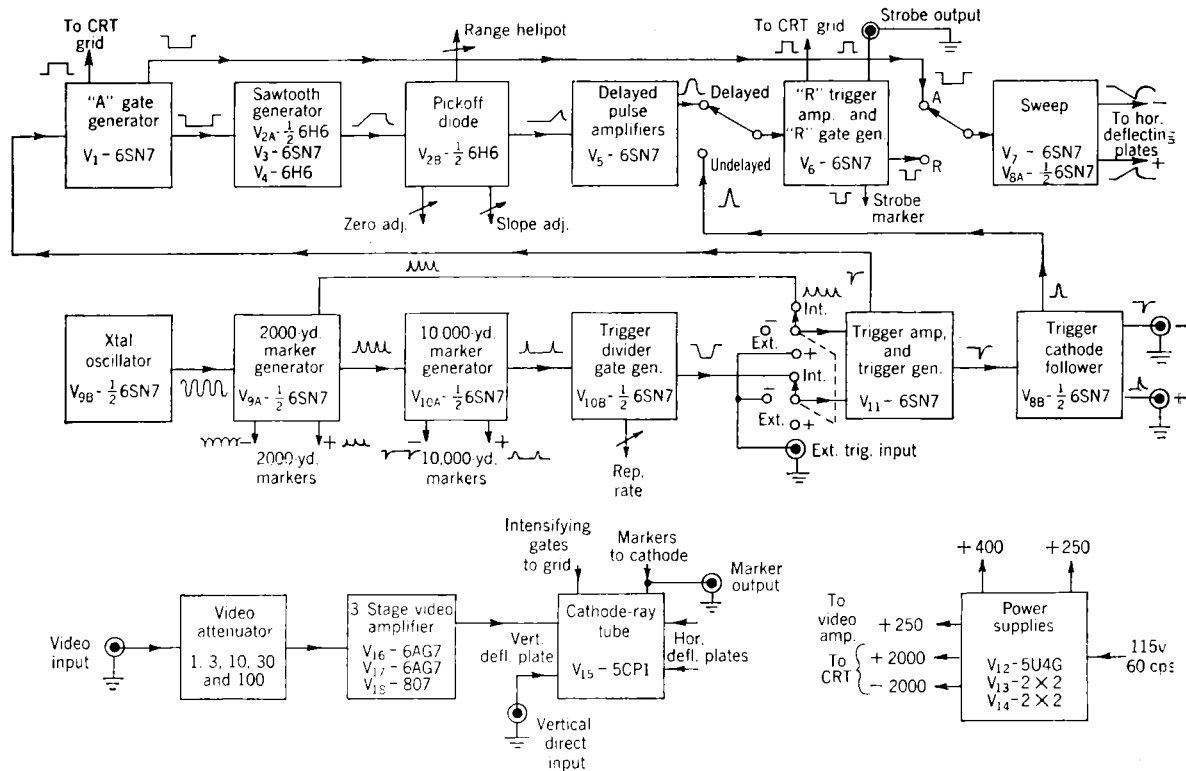 To CRT
grid
"A" gate
generator
V1 - 6SN7
Sawtooth
generator
V2A - 1/2 6H6
V3 - 6SN7
V4 - 6H6
Range helipot
Pickoff
diode
V2B - 1/2 6H6
Zero adj.
Slope adj.
Delayed
pulse
amplifiers
V5 - 6SN7
Delayed
Undelayed
To CRT
grid
Strobe output
"R" trigger
amp. and
"R" gate gen.
V6 - 6SN7
Strobe
marker
A
R
Sweep
V7 - 6SN7
V8A - 1/2 6SN7
−
To hor.
deflecting
plates
+
Xtal
oscillator
V9B - 1/2 6SN7
2000-yd.
marker
generator
V9A - 1/2 6SN7
− +
2000-yd.
markers
10,000-yd.
marker
generator
V10A - 1/2 6SN7
− +
10,000-yd.
markers
Trigger
divider
gate gen.
V10B - 1/2 6SN7
Rep.
rate
Int.
−
Ext.
+
Int.
−
Ext.
+
Ext. trig. input
Trigger amp,
and
trigger gen.
V11 - 6SN7
Trigger
cathode
follower
V8B - 1/2 6SN7
−
+
Video
input
Video
attenuator
1, 3, 10, 30
and 100
3 Stage video
amplifier
V16 - 6AG7
V17 - 6AG7
V18 - 807
Intensifying
gates
to grid
Markers
to cathode
Marker
output
Vert.
defl. plate
Cathode-ray
tube
V15 - 5CP1
Hor.
defl. plates
Vertical
direct
input
+400
+250
To
video
amp.
+250
To
CRT
+2000
−2000
Power
supplies
V12 - 5U4G
V13 - 2 × 2
V14 - 2 × 2
115v
60 cps